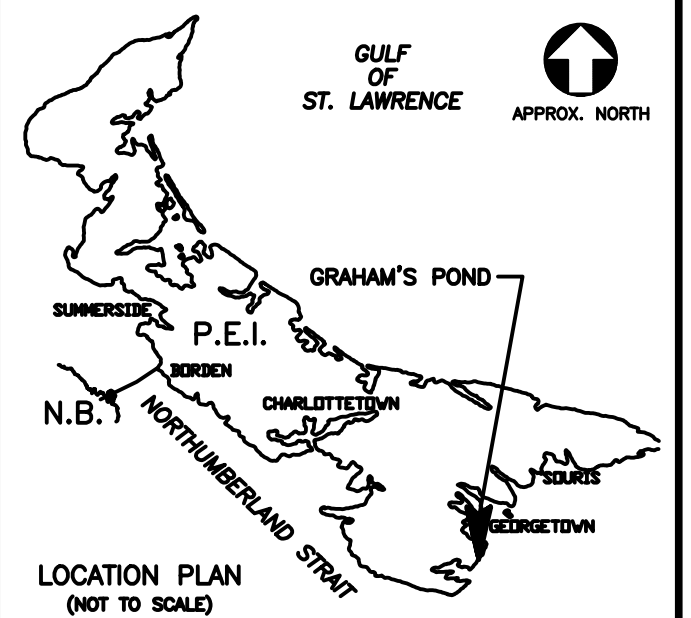 GULF
OF
ST. LAWRENCE
APPROX. NORTH
GRAHAM'S POND
SUMMERSIDE
P.E.I.
BORDEN
N.B.
CHARLOTTETOWN
NORTHUMBERLAND STRAIT
SOURIS
GEORGETOWN
LOCATION PLAN
(NOT TO SCALE)